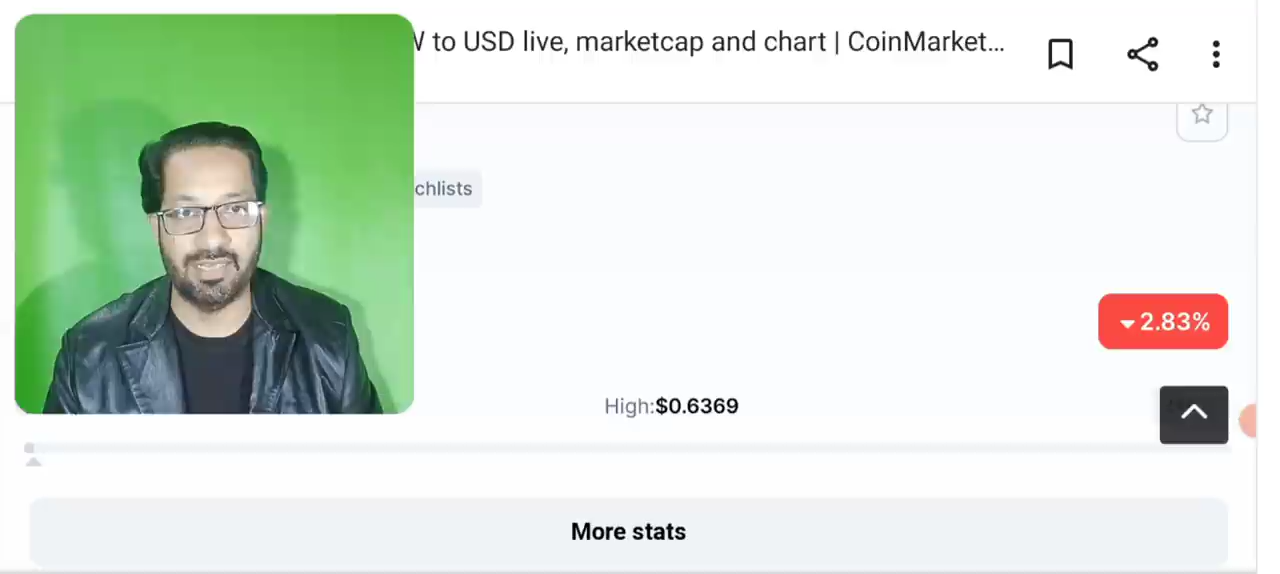 to USD live, marketcap and chart | CoinMarket...
chlists
2.83%
High:$0.6369
More stats